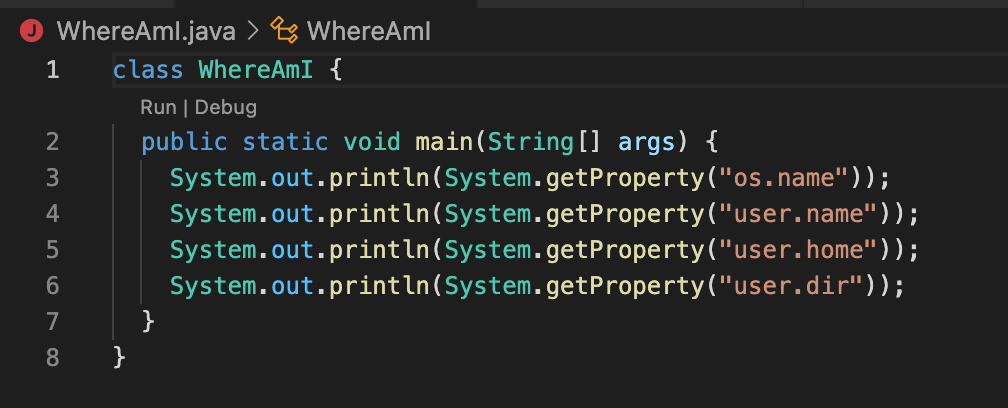 J WhereAmI.java > WhereAmI
1 class WhereAmI {
Run | Debug
2 public static void main(String[] args) {
3 System.out.println(System.getProperty("os.name"));
4 System.out.println(System.getProperty("user.name"));
5 System.out.println(System.getProperty("user.home"));
6 System.out.println(System.getProperty("user.dir"));
7 }
8 }